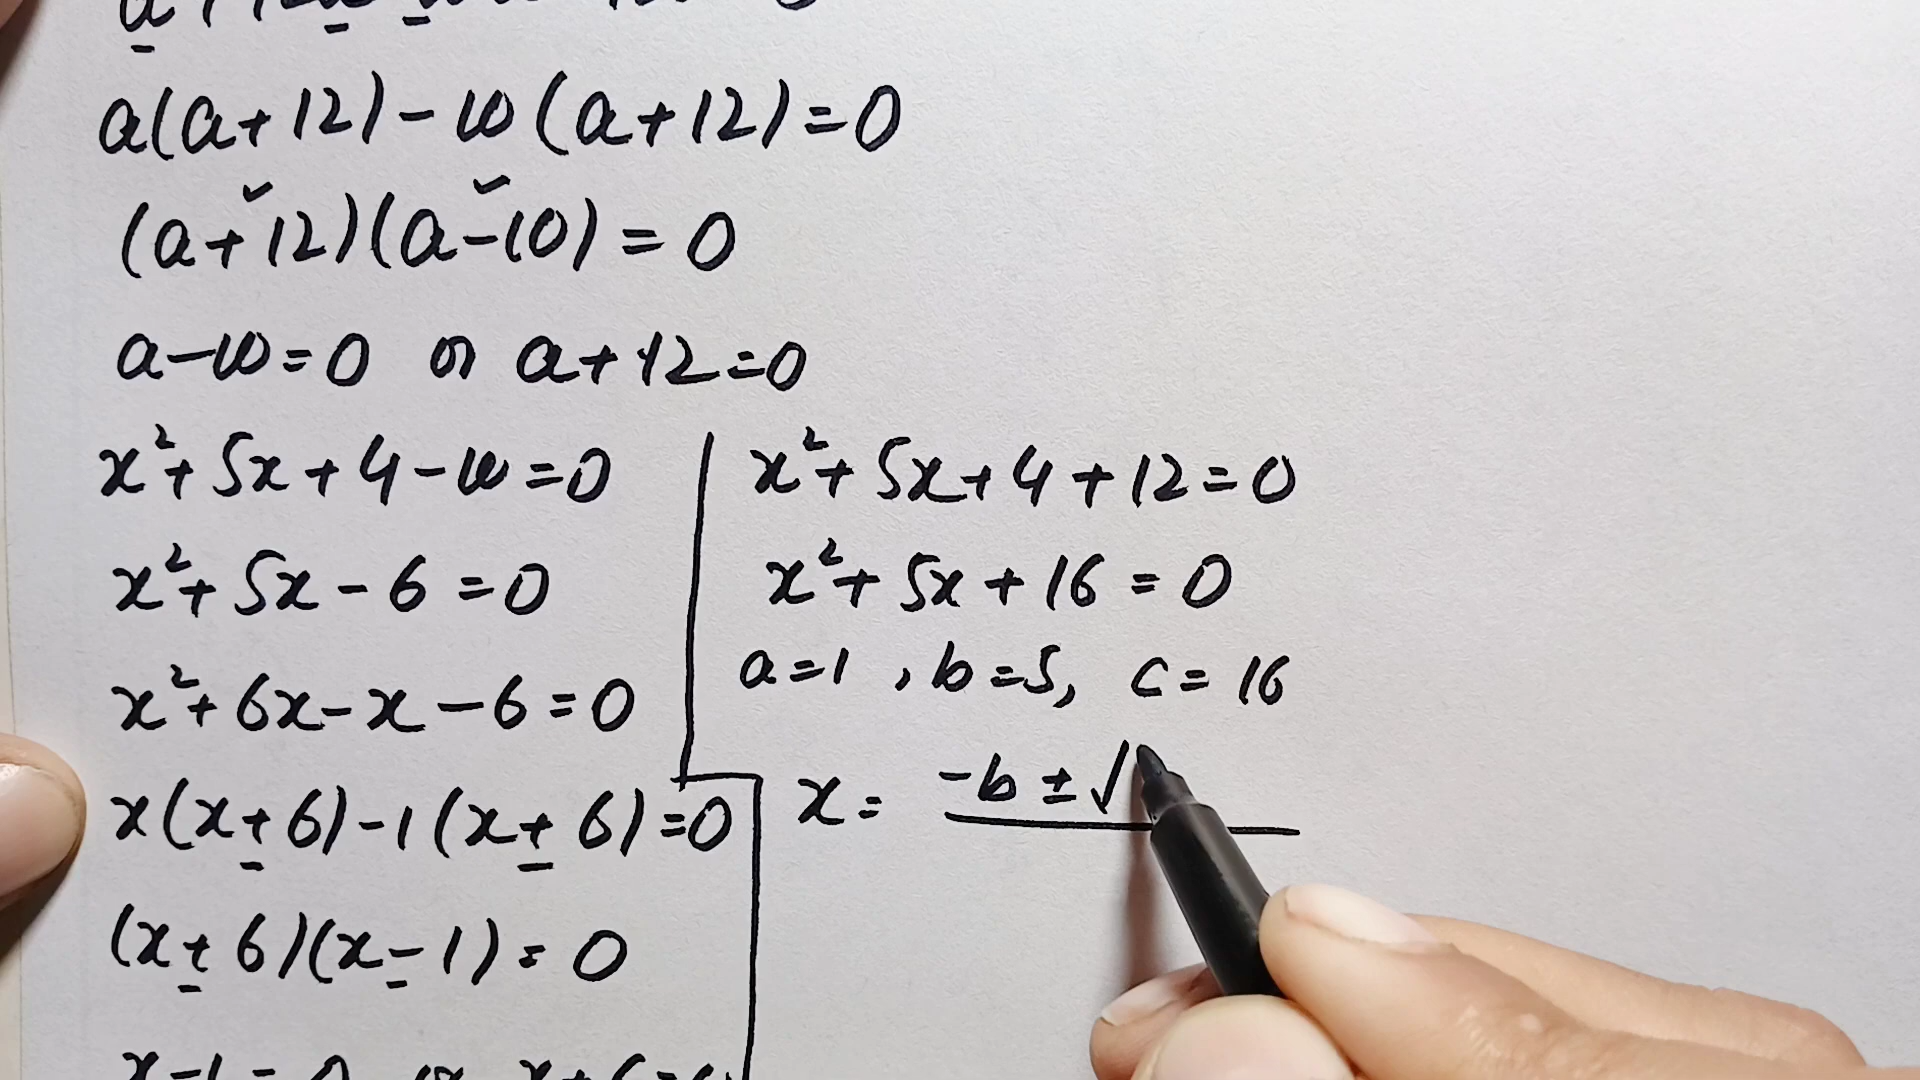 a(a+12)-10(a+12)=0
(a+12)(a-10)=0
a-10=0 or a+12=0
x²+5x+4-10=0
x²+5x-6=0
x²+6x-x-6=0
x(x+6)-1(x+6)=0
(x+6)(x-1)=0
x²+5x+4+12=0
x²+5x+16=0
a=1, b=5, c=16
x= -b±√